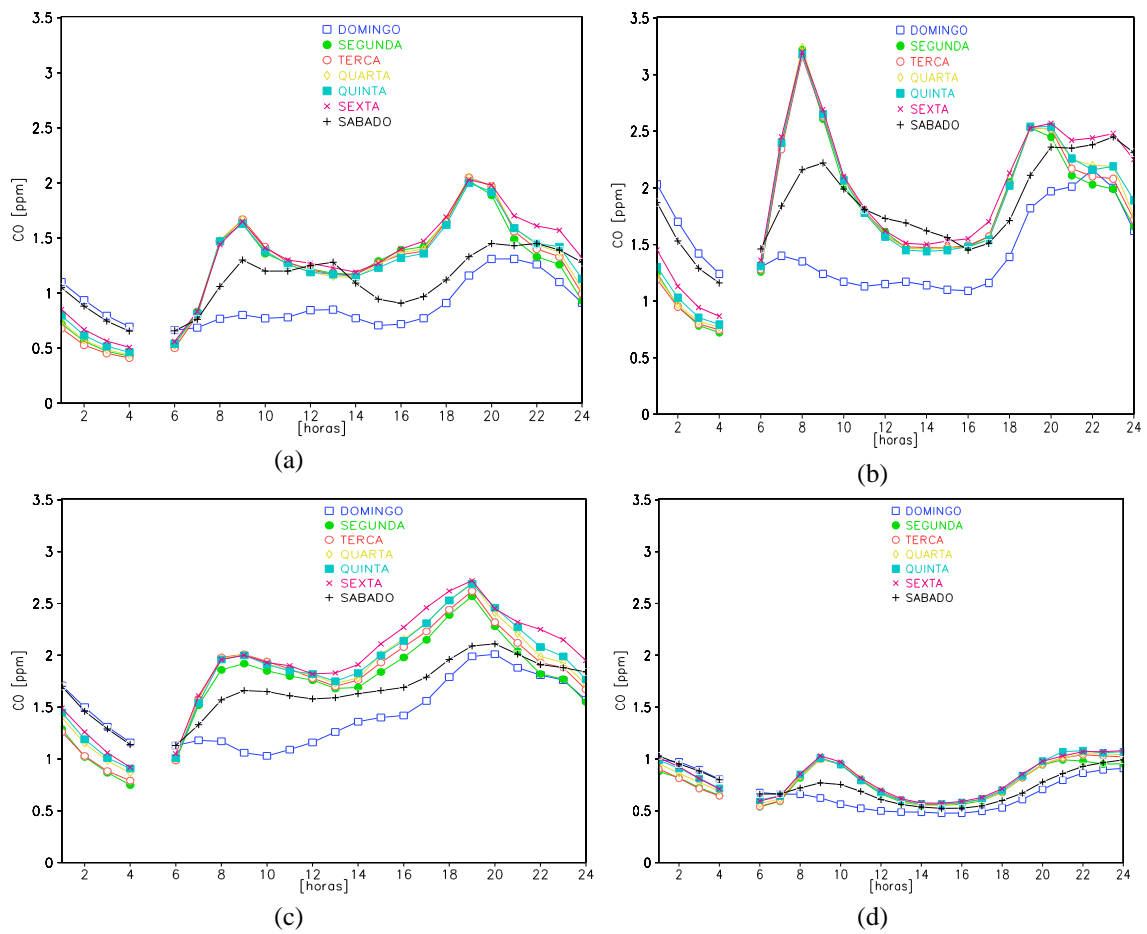 3.5
3
2.5
2
1.5
1
0.5
0
CO [ppm]
DOMINGO
SEGUNDA
TERCA
QUARTA
QUINTA
SEXTA
SABADO
2 4 6 8 10 12 14 16 18 20 22 24
[horas]
(a)
3.5
3
2.5
2
1.5
1
0.5
0
CO [ppm]
DOMINGO
SEGUNDA
TERCA
QUARTA
QUINTA
SEXTA
SABADO
2 4 6 8 10 12 14 16 18 20 22 24
[horas]
(b)
3.5
3
2.5
2
1.5
1
0.5
0
CO [ppm]
DOMINGO
SEGUNDA
TERCA
QUARTA
QUINTA
SEXTA
SABADO
2 4 6 8 10 12 14 16 18 20 22 24
[horas]
(c)
3.5
3
2.5
2
1.5
1
0.5
0
CO [ppm]
DOMINGO
SEGUNDA
TERCA
QUARTA
QUINTA
SEXTA
SABADO
2 4 6 8 10 12 14 16 18 20 22 24
[horas]
(d)